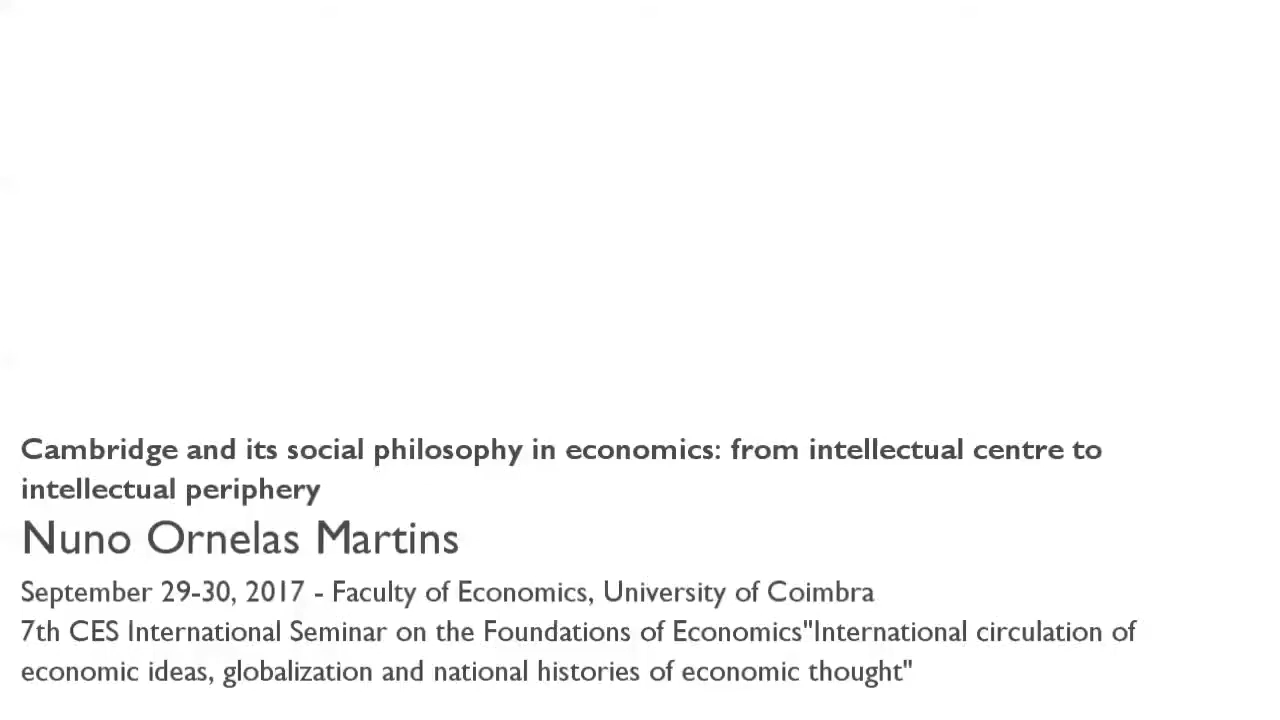 Cambridge and its social philosophy in economics: from intellectual centre to
intellectual periphery
Nuno Ornelas Martins
September 29-30, 2017 - Faculty of Economics, University of Coimbra
7th CES International Seminar on the Foundations of Economics"International circulation of
economic ideas, globalization and national histories of economic thought"